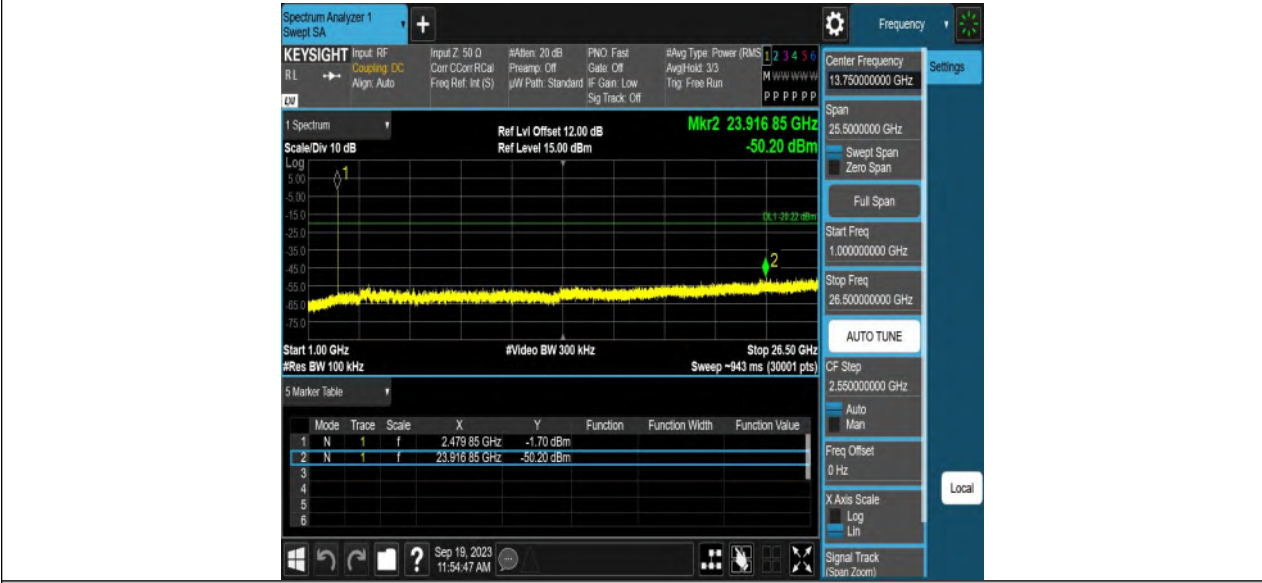 Spectrum Analyzer 1
Swept SA
+
Frequency
KEYSIGHT Input: RF Input Z: 50 Ω #Atten: 20 dB PNO: Fast #Avg Type: Power (RMS 1 2 3 4 5 6
RL Coupling: DC Corr CCorr RCal Preamp: Off Gate: Off Avg|Hold: 3/3 M W W W W W
Align: Auto Freq Ref: Int (S) µW Path: Standard IF Gain: Low Trig: Free Run
Sig Track: Off P P P P P P
LXI
1 Spectrum
Ref Lvl Offset 12.00 dB
Mkr2 23.916 85 GHz
Scale/Div 10 dB
Ref Level 15.00 dBm
-50.20 dBm
Log
1
5.00
-5.00
-15.0
DL1 -20.22 dBm
-25.0
-35.0
2
-45.0
-55.0
-65.0
-75.0
Start 1.00 GHz #Video BW 300 kHz Stop 26.50 GHz
#Res BW 100 kHz Sweep ~943 ms (30001 pts)
5 Marker Table
Mode Trace Scale X Y Function Function Width Function Value
1 N 1 f 2.479 85 GHz -1.70 dBm
2 N 1 f 23.916 85 GHz -50.20 dBm
3
4
5
6
Sep 19, 2023
11:54:47 AM
?
Center Frequency
13.750000000 GHz
Settings
Span
25.5000000 GHz
Swept Span
Zero Span
Full Span
Start Freq
1.000000000 GHz
Stop Freq
26.500000000 GHz
AUTO TUNE
CF Step
2.550000000 GHz
Auto
Man
Freq Offset
0 Hz
X Axis Scale
Log
Lin
Local
Signal Track
(Span Zoom)